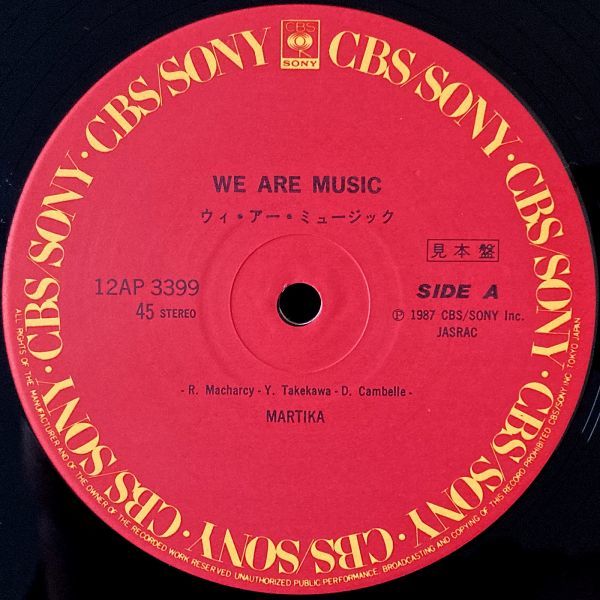 CBS
SONY
CBS/SONY · CBS/SONY · CBS/SONY · CBS/SONY · CBS/SONY · CBS/SONY · CBS/SONY · CBS/SONY ·
WE ARE MUSIC
ウィ・アー・ミュージック
見本盤
12AP 3399
45 STEREO
SIDE A
Ⓟ 1987 CBS/SONY Inc.
JASRAC
- R. Macharcy - Y. Takekawa - D. Cambelle -
MARTIKA
ALL RIGHTS OF THE MANUFACTURER AND OF THE OWNER OF THE RECORDED WORK RESERVED UNAUTHORIZED PUBLIC PERFORMANCE, BROADCASTING AND COPYING OF THIS RECORD PROHIBITED CBS/SONY INC TOKYO JAPAN